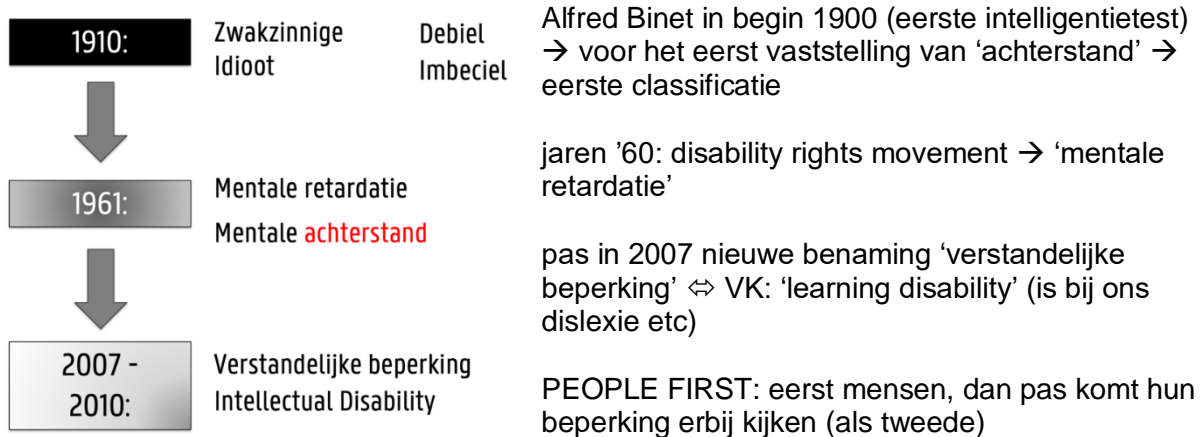 1910:
Zwakzinnige Debiel
Idioot Imbeciel
1961:
Mentale retardatie
Mentale achterstand
2007 -
2010:
Verstandelijke beperking
Intellectual Disability
Alfred Binet in begin 1900 (eerste intelligentietest)
→ voor het eerst vaststelling van ‘achterstand’ →
eerste classificatie
jaren ’60: disability rights movement → ‘mentale
retardatie’
pas in 2007 nieuwe benaming ‘verstandelijke
beperking’ ⇔ VK: ‘learning disability’ (is bij ons
dislexie etc)
PEOPLE FIRST: eerst mensen, dan pas komt hun
beperking erbij kijken (als tweede)